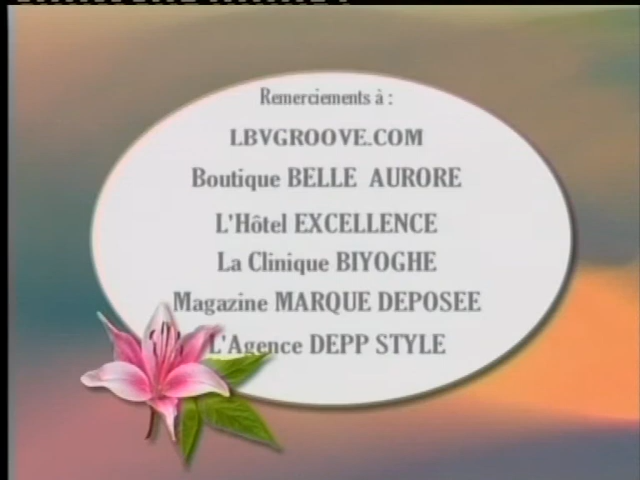 Remerciements à :
LBVGROOVE.COM
Boutique BELLE AURORE
L'Hôtel EXCELLENCE
La Clinique BIYOGHE
Magazine MARQUE DEPOSEE
L'Agence DEPP STYLE